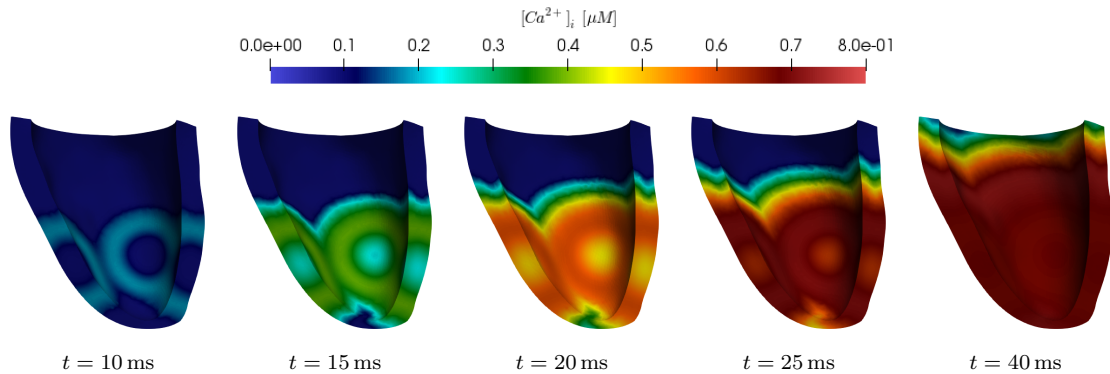 [Ca²⁺]ᵢ [μM]
0.0e+00 0.1 0.2 0.3 0.4 0.5 0.6 0.7 8.0e-01
t = 10 ms t = 15 ms t = 20 ms t = 25 ms t = 40 ms